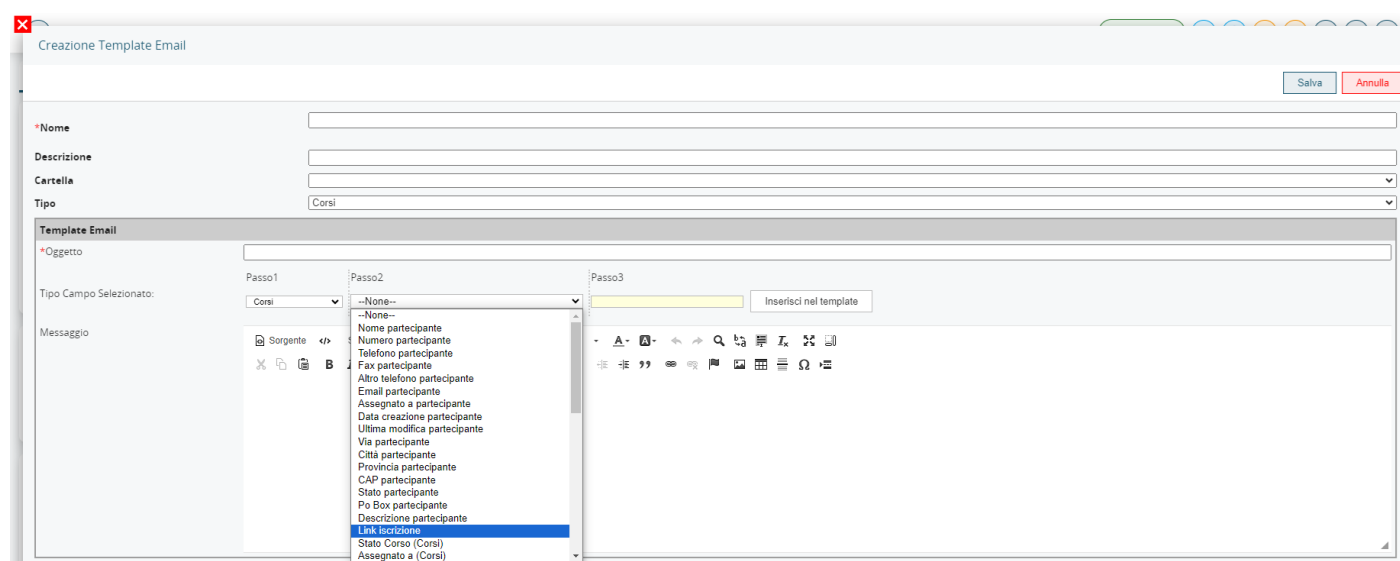 Creazione Template Email
Salva Annulla
*Nome
Descrizione
Cartella
Tipo Corsi
Template Email
*Oggetto
Passo1 Passo2 Passo3
Tipo Campo Selezionato: Corsi --None-- Inserisci nel template
--None--
Nome partecipante
Messaggio
Sorgente
Numero partecipante
Telefono partecipante
Fax partecipante
Altro telefono partecipante
Email partecipante
Assegnato a partecipante
Data creazione partecipante
Ultima modifica partecipante
Via partecipante
Città partecipante
Provincia partecipante
CAP partecipante
Stato partecipante
Po Box partecipante
Descrizione partecipante
Link iscrizione
Stato Corso (Corsi)
Assegnato a (Corsi)